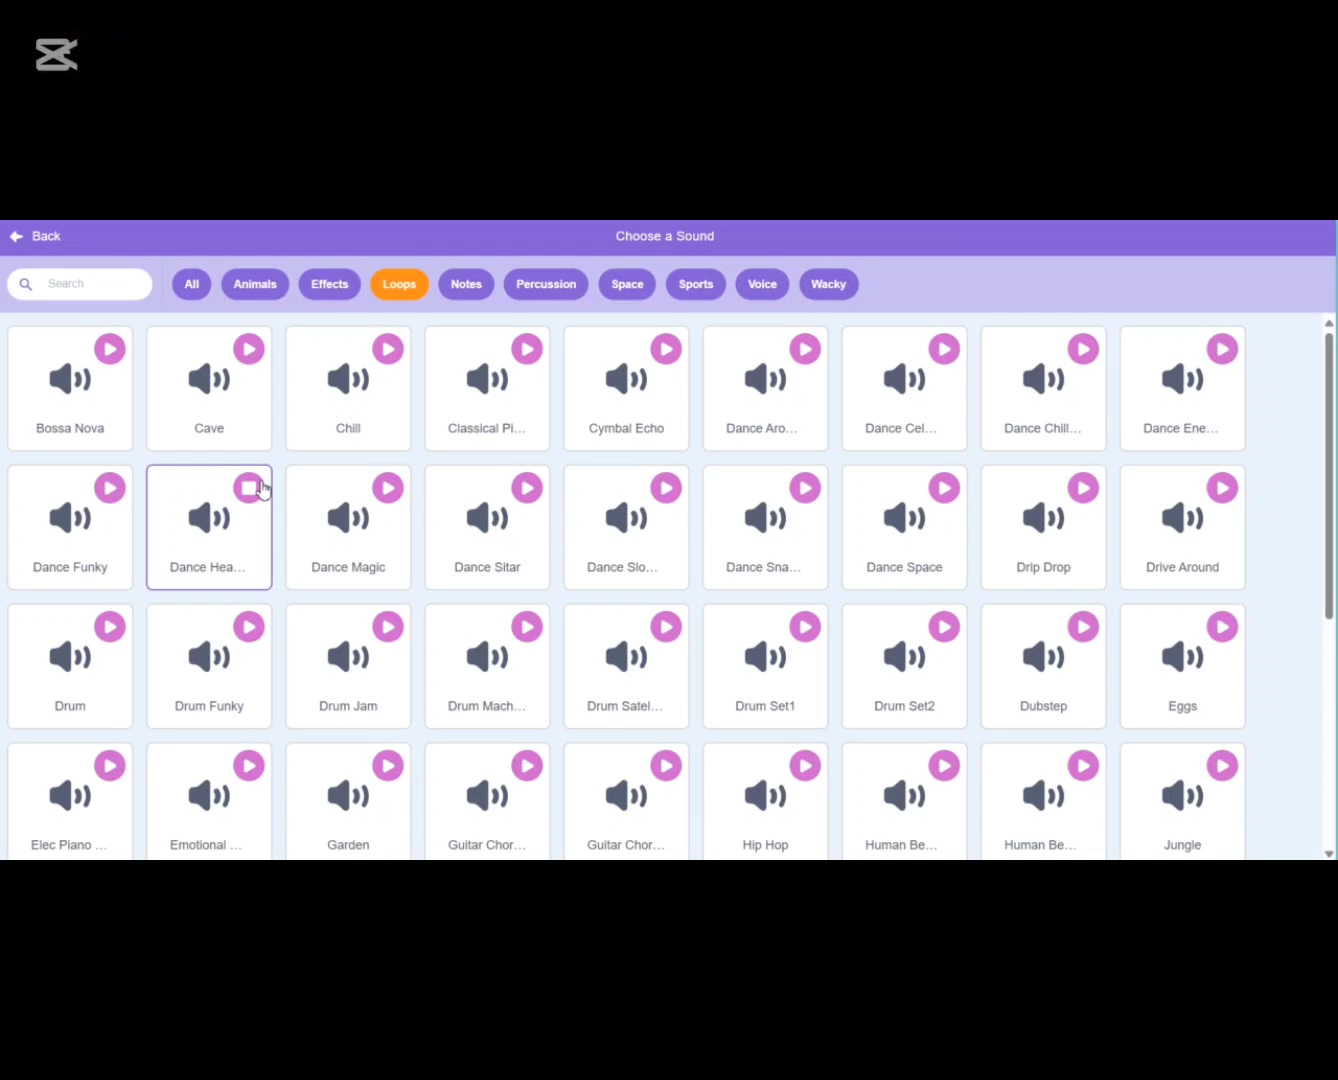 Back
Choose a Sound
Search
All
Animals
Effects
Loops
Notes
Percussion
Space
Sports
Voice
Wacky
Bossa Nova
Cave
Chill
Classical Pi...
Cymbal Echo
Dance Aro...
Dance Cel...
Dance Chill...
Dance Ene...
Dance Funky
Dance Hea...
Dance Magic
Dance Sitar
Dance Slo...
Dance Sna...
Dance Space
Drip Drop
Drive Around
Drum
Drum Funky
Drum Jam
Drum Mach...
Drum Satel...
Drum Set1
Drum Set2
Dubstep
Eggs
Elec Piano ...
Emotional ...
Garden
Guitar Chor...
Guitar Chor...
Hip Hop
Human Be...
Human Be...
Jungle